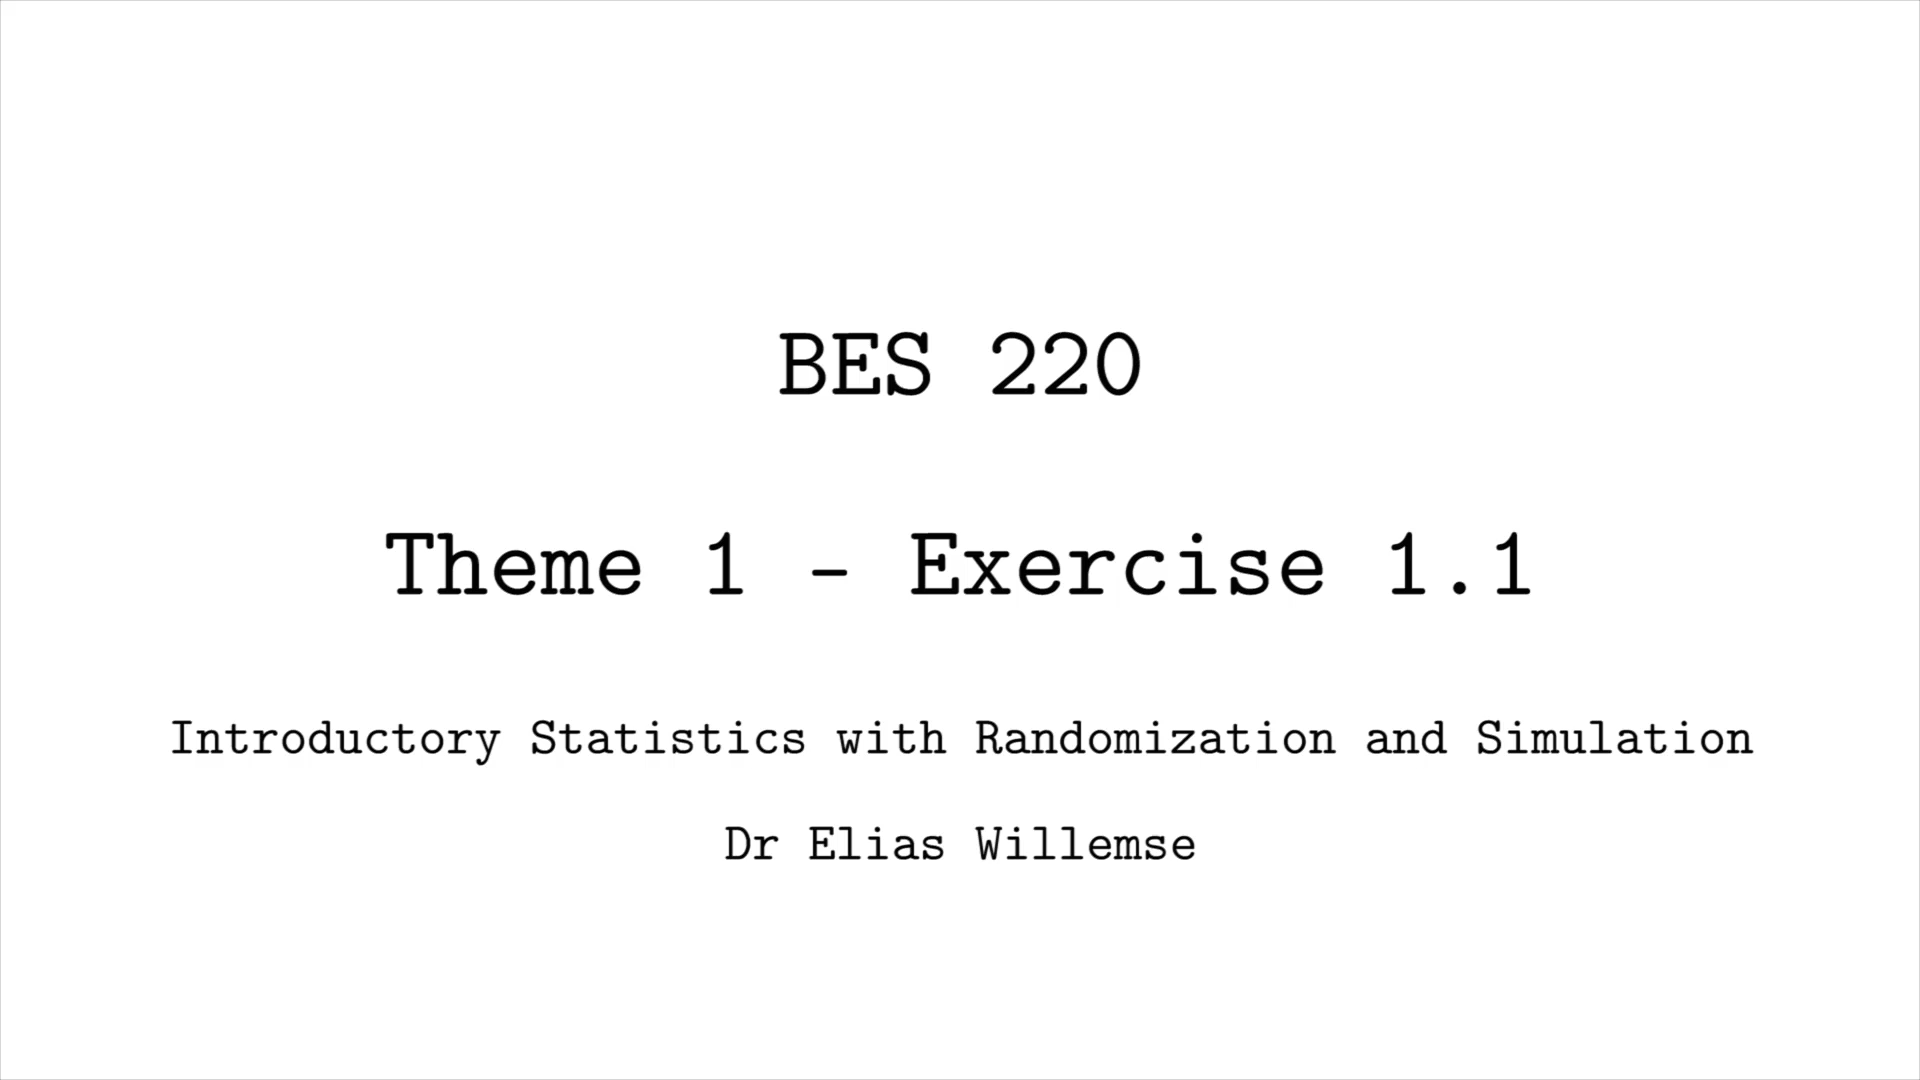 BES 220
Theme 1 - Exercise 1.1
Introductory Statistics with Randomization and Simulation
Dr Elias Willemse